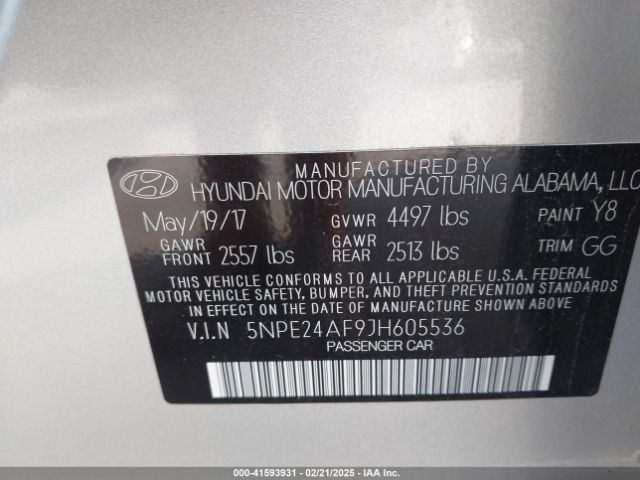 MANUFACTURED BY
HYUNDAI MOTOR MANUFACTURING ALABAMA, LLC
May/19/17 GVWR 4497 lbs PAINT Y8
GAWR FRONT 2557 lbs GAWR REAR 2513 lbs TRIM GG
THIS VEHICLE CONFORMS TO ALL APPLICABLE U.S.A. FEDERAL
MOTOR VEHICLE SAFETY, BUMPER, AND THEFT PREVENTION
STANDARDS IN EFFECT ON THE DATE OF MANUFACTURE SHOWN ABOVE
V.I.N 5NPE24AF9JH605536
PASSENGER CAR
000-41593931 - 02/21/2025 - IAA Inc.